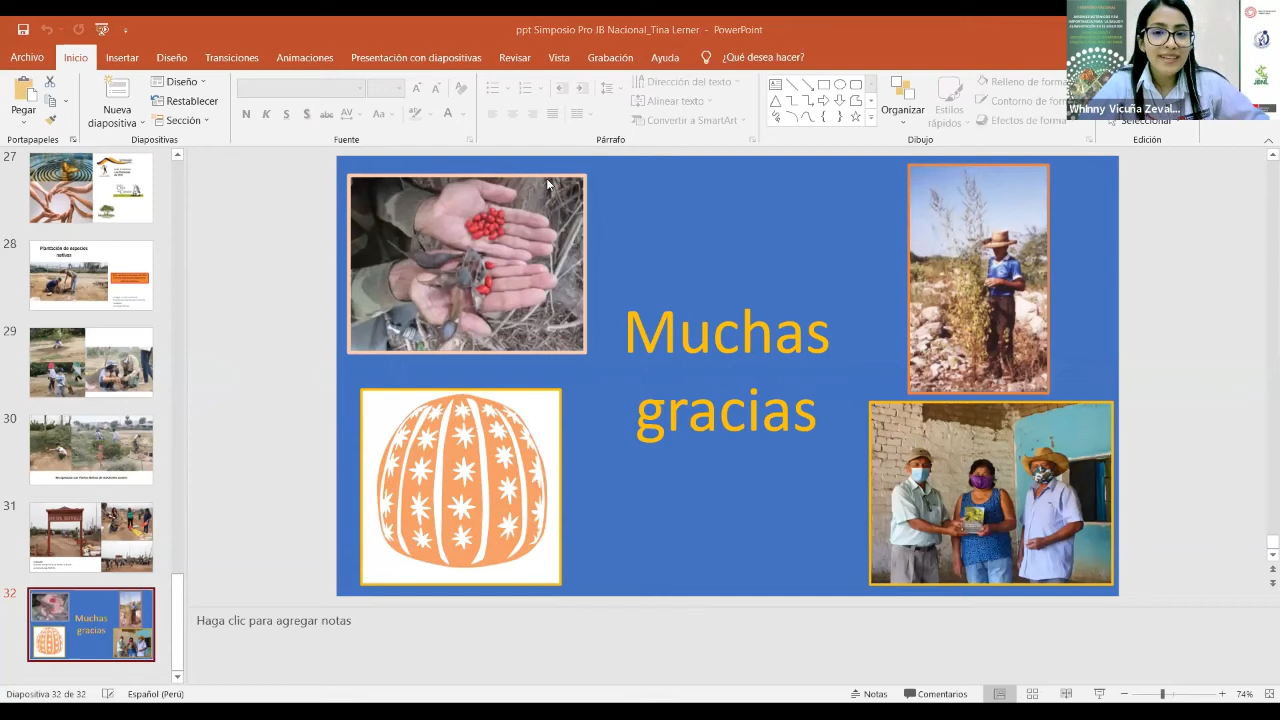 ppt Simposio Pro JB Nacional_Tina Lerner - PowerPoint
Archivo
Inicio
Insertar
Diseño
Transiciones
Animaciones
Presentación con diapositivas
Revisar
Vista
Grabación
Ayuda
¿Qué desea hacer?
Pegar
Portapapeles
Nueva
diapositiva
Diseño
Restablecer
Sección
Diapositivas
N K S S abc AV Aa A
Fuente
Dirección del texto
Alinear texto
Convertir a SmartArt
Párrafo
Organizar
Estilos
rápidos
Relleno de forma
Contorno de forma
Efectos de forma
Dibujo
Seleccionar
Edición
Whinny Vicuña Zeval...
27
28
Plantación de especies
nativas
29
30
31
32
Muchas
gracias
Muchas
gracias
Haga clic para agregar notas
Diapositiva 32 de 32
Español (Perú)
Notas
Comentarios
74%